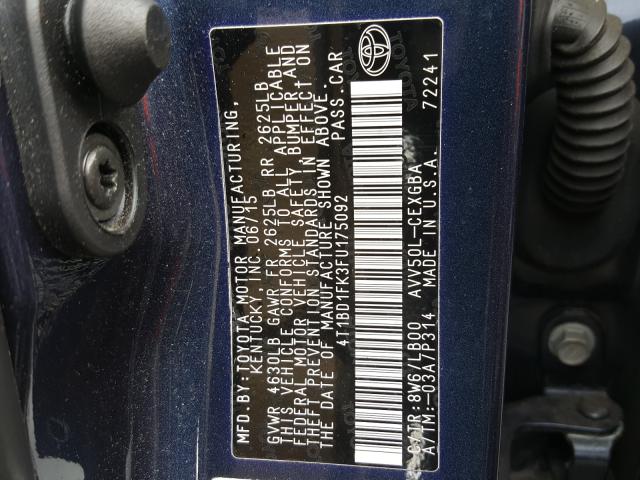 MFD.BY:TOYOTA MOTOR MANUFACTURING,
KENTUCKY INC. 06/15
GVWR 4630LB GAWR FR 2625LB RR 2625LB
THIS VEHICLE CONFORMS TO ALL APPLICABLE
FEDERAL MOTOR VEHICLE SAFETY, BUMPER, AND
THEFT PREVENTION STANDARDS IN EFFECT ON
THE DATE OF MANUFACTURE SHOWN ABOVE.
4T1BD1FK3FU175092 PASS.CAR
TOYOTA
C/TR:8W6/LB00 AVV50L-CEXGBA 72241
A/TM:-03A/P314 MADE IN U.S.A.